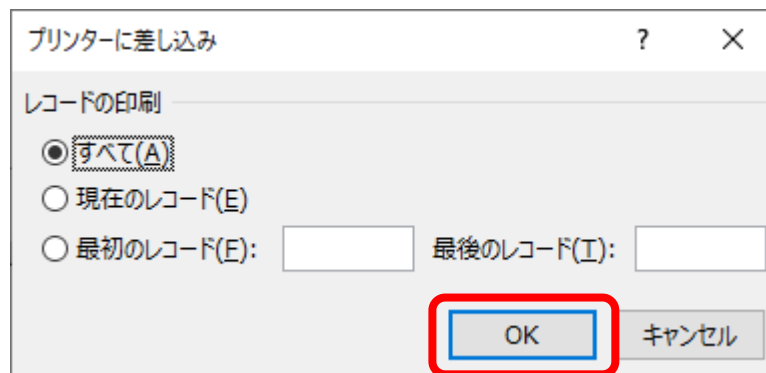 プリンターに差し込み ? ×
レコードの印刷
すべて(A)
現在のレコード(E)
最初のレコード(F): 最後のレコード(T):
OK キャンセル